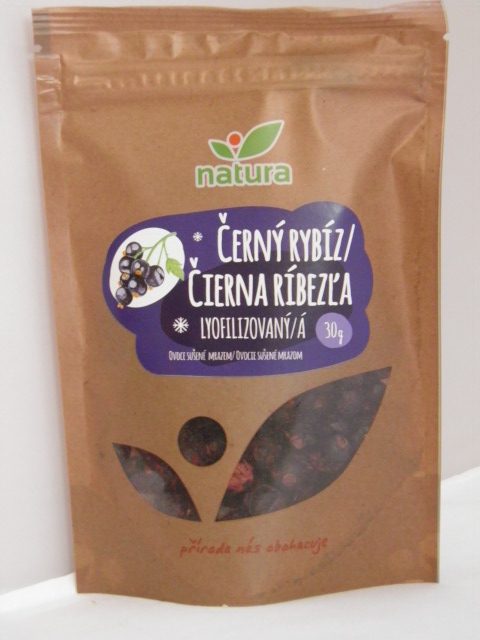 natura
ČERNÝ RYBÍZ/
ČIERNA RÍBEZĽA
LYOFILIZOVANÝ/Á
30g
OVOCE SUŠENÉ MRAZEM/OVOCIE SUŠENÉ MRAZOM
příroda nás obohacuje